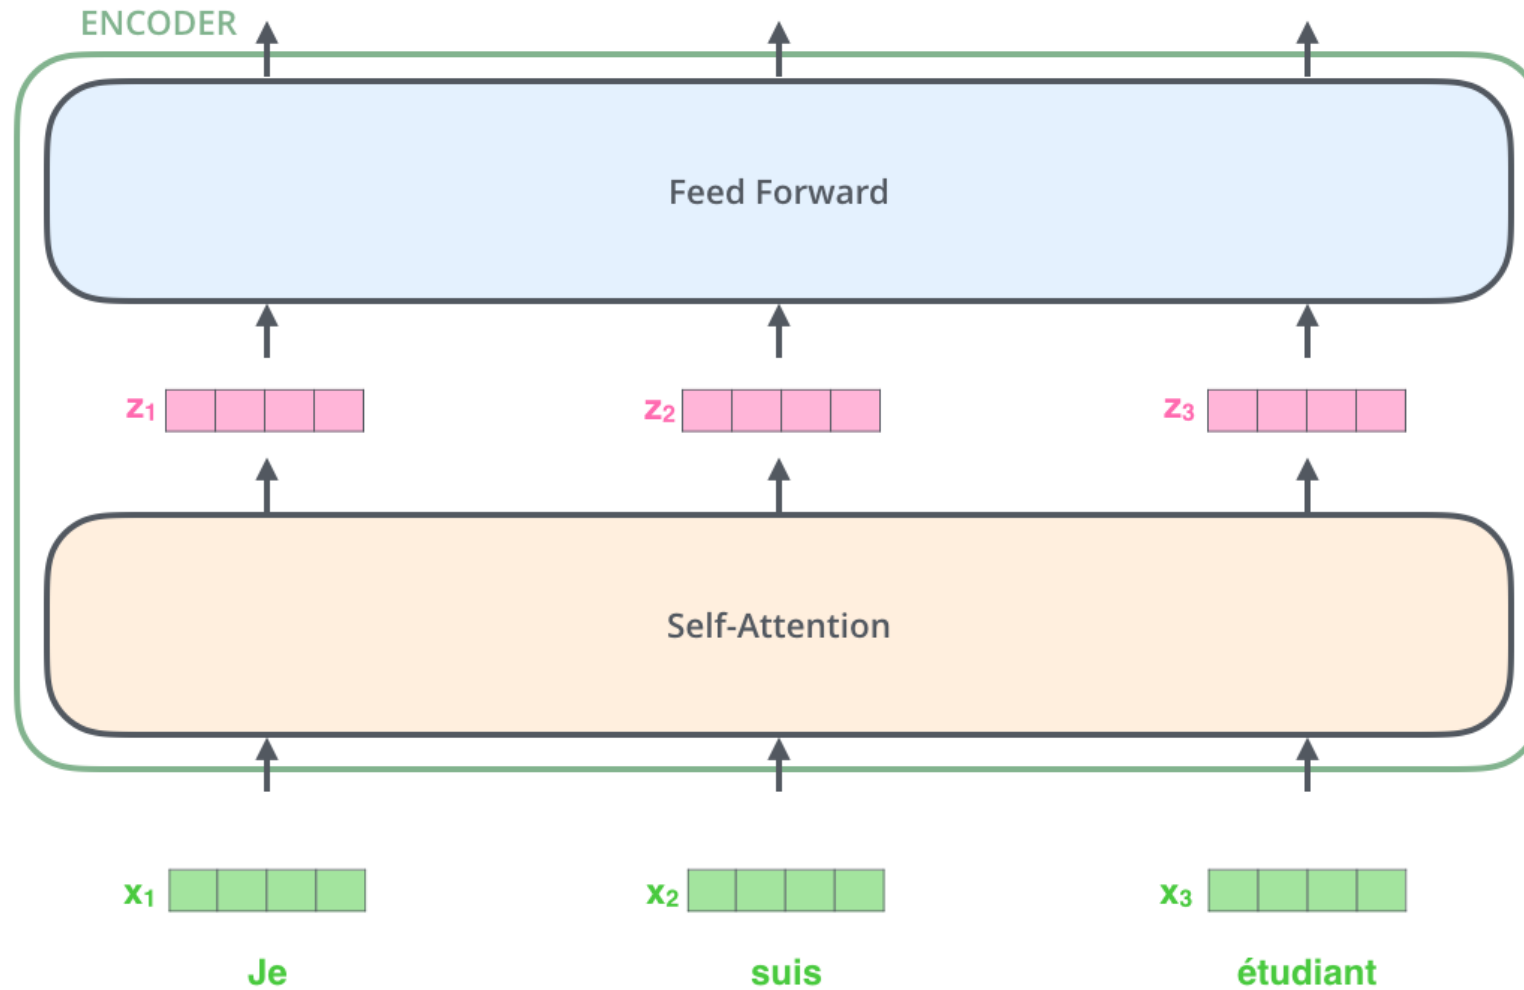 ENCODER
Feed Forward
z₁ z₂ z₃
Self-Attention
x₁ x₂ x₃
Je suis étudiant